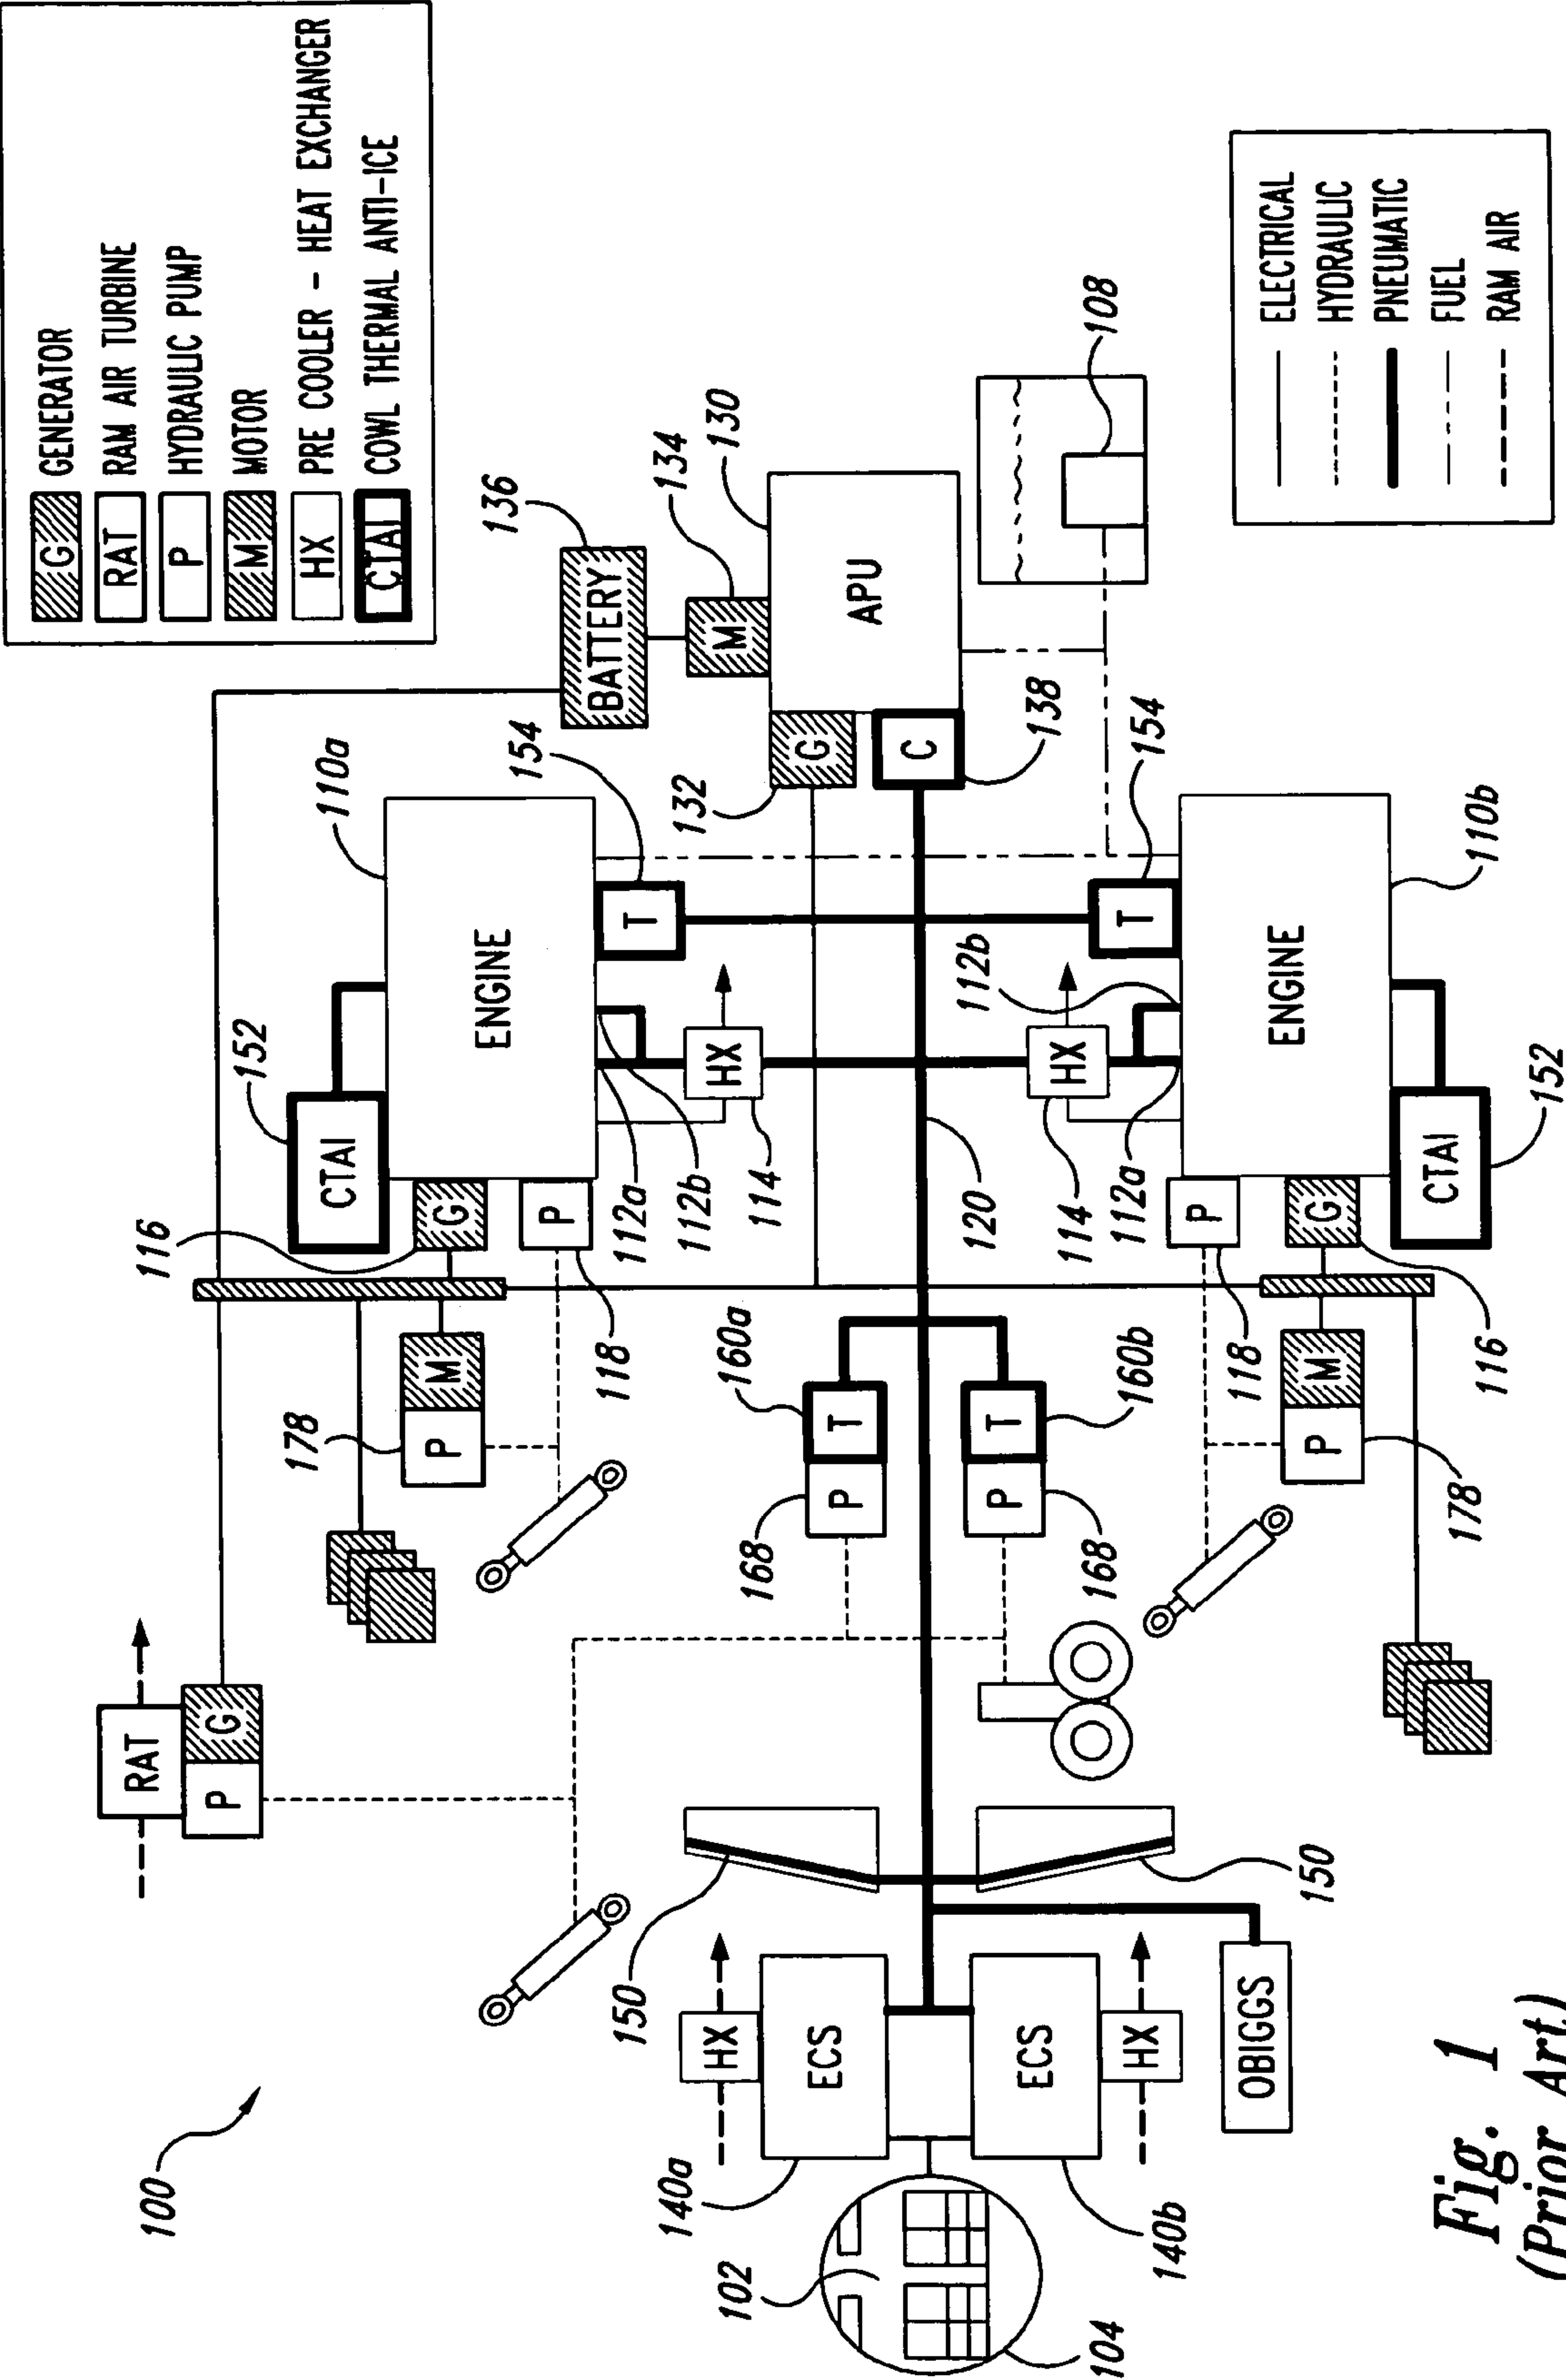 G GENERATOR
RAT RAM AIR TURBINE
P HYDRAULIC PUMP
M MOTOR
HX PRE COOLER - HEAT EXCHANGER
CTAI COWL THERMAL ANTI-ICE
100
RAT
P G
116
152
CTAI
110a
ENGINE
G
P
178
P M
118
112a
112b
114
HX
T
154
136
BATTERY
134
M
130
APU
132
G
C
138
108
140a
HX
ECS
150
102
104
168
P T
160a
120
168
P T
160b
ECS
HX
140b
150
OBIGGS
114
HX
112a
112b
T
154
118
P
ENGINE
110b
178
P M
G
116
CTAI
152
ELECTRICAL
HYDRAULIC
PNEUMATIC
FUEL
RAM AIR
Fig. 1
(Prior Art)